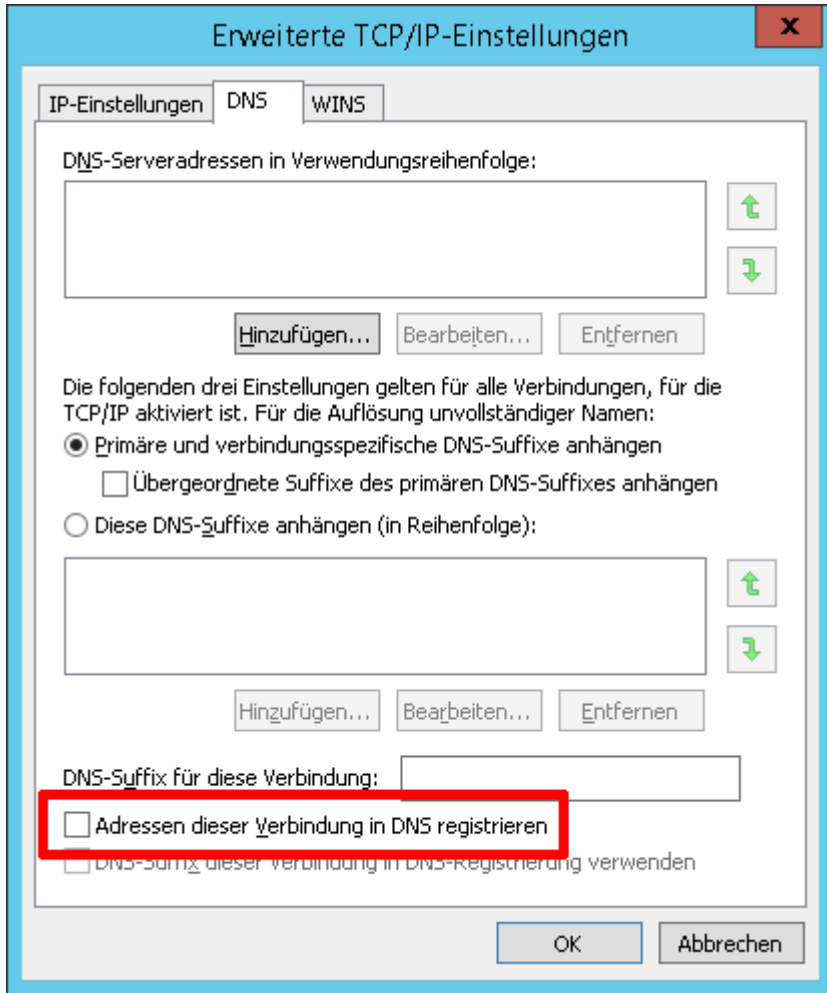 Erweiterte TCP/IP-Einstellungen
x
IP-Einstellungen
DNS
WINS
DNS-Serveradressen in Verwendungsreihenfolge:
Hinzufügen...
Bearbeiten...
Entfernen
Die folgenden drei Einstellungen gelten für alle Verbindungen, für die
TCP/IP aktiviert ist. Für die Auflösung unvollständiger Namen:
Primäre und verbindungsspezifische DNS-Suffixe anhängen
Übergeordnete Suffixe des primären DNS-Suffixes anhängen
Diese DNS-Suffixe anhängen (in Reihenfolge):
Hinzufügen...
Bearbeiten...
Entfernen
DNS-Suffix für diese Verbindung:
Adressen dieser Verbindung in DNS registrieren
DNS-Suffix dieser Verbindung in DNS-Registrierung verwenden
OK
Abbrechen